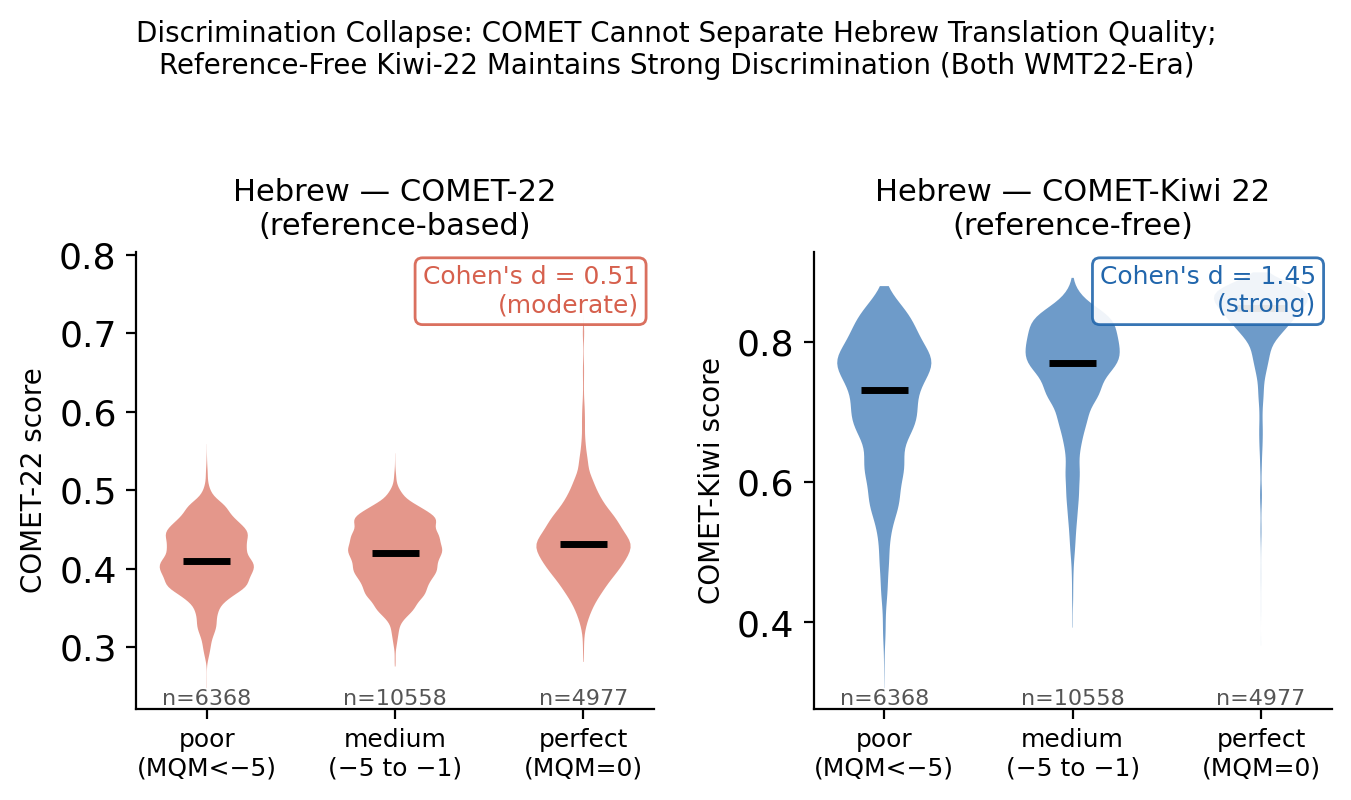 Discrimination Collapse: COMET Cannot Separate Hebrew Translation Quality;
Reference-Free Kiwi-22 Maintains Strong Discrimination (Both WMT22-Era)
Hebrew — COMET-22
(reference-based)
COMET-22 score
0.8
0.7
0.6
0.5
0.4
0.3
Cohen's d = 0.51
(moderate)
n=6368
n=10558
n=4977
poor
(MQM<−5)
medium
(−5 to −1)
perfect
(MQM=0)
Hebrew — COMET-Kiwi 22
(reference-free)
COMET-Kiwi score
0.8
0.6
0.4
Cohen's d = 1.45
(strong)
n=6368
n=10558
n=4977
poor
(MQM<−5)
medium
(−5 to −1)
perfect
(MQM=0)